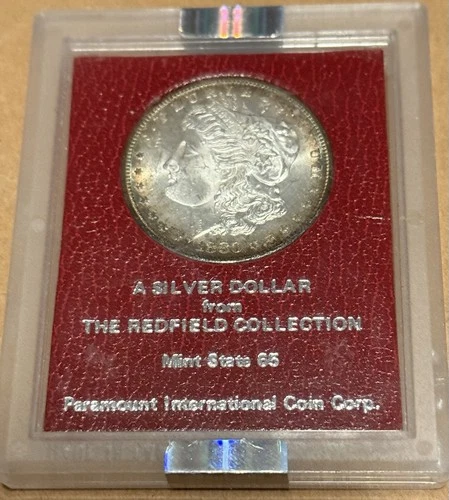 A SILVER DOLLAR
from
THE REDFIELD COLLECTION
Mint State 65
Paramount International Coin Corp.